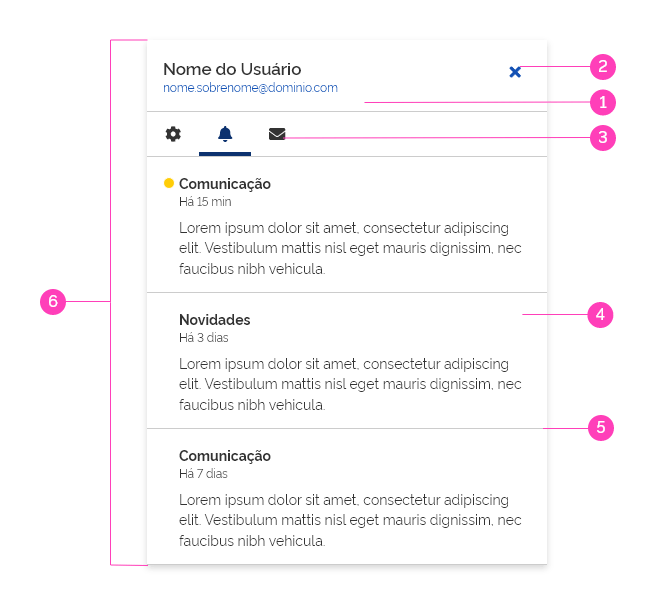 Nome do Usuário
2
nome.sobrenome@dominio.com
1
3
Comunicação
Há 15 min
Lorem ipsum dolor sit amet, consectetur adipiscing
elit. Vestibulum mattis nisl eget mauris dignissim, nec
faucibus nibh vehicula.
6
Novidades
4
Há 3 dias
Lorem ipsum dolor sit amet, consectetur adipiscing
elit. Vestibulum mattis nisl eget mauris dignissim, nec
faucibus nibh vehicula.
5
Comunicação
Há 7 dias
Lorem ipsum dolor sit amet, consectetur adipiscing
elit. Vestibulum mattis nisl eget mauris dignissim, nec
faucibus nibh vehicula.